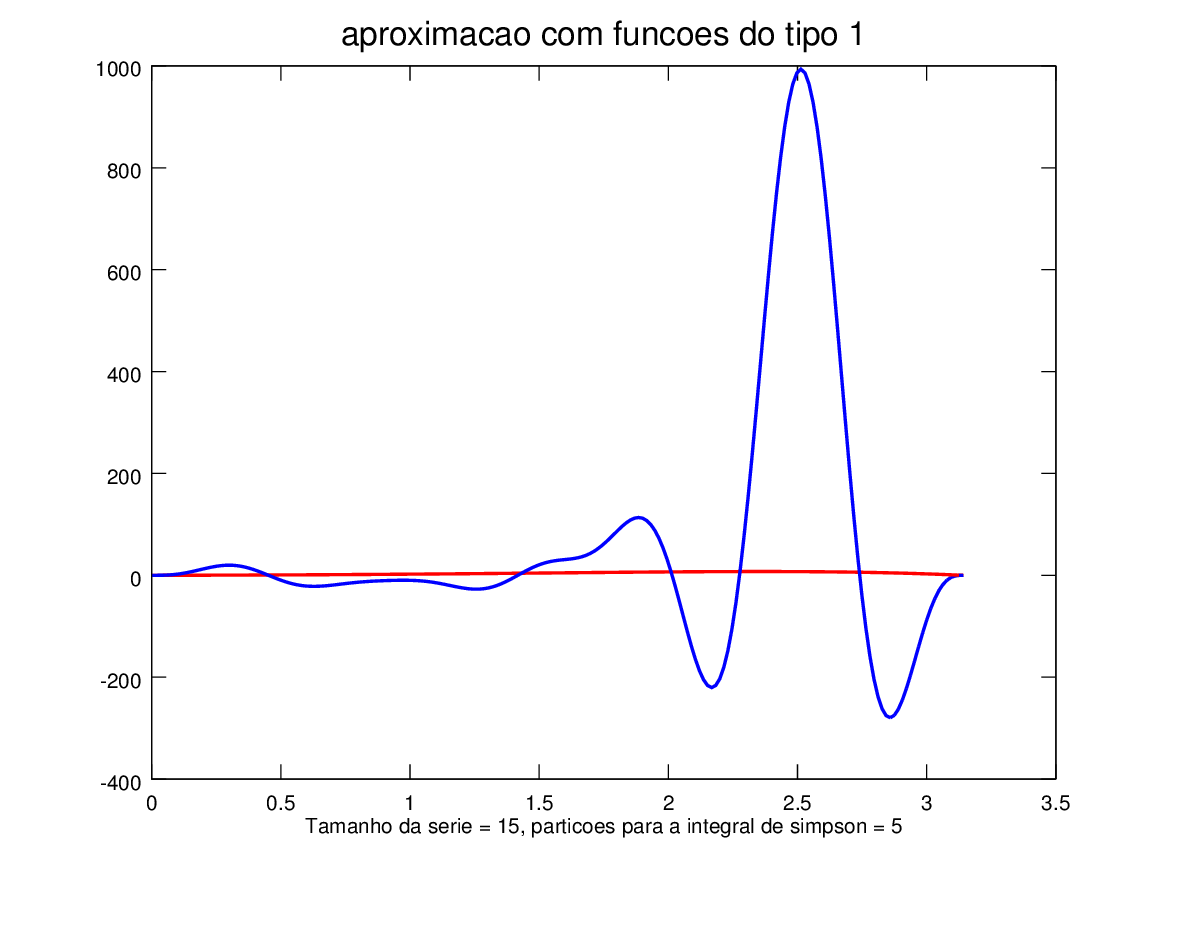 aproximacao com funcoes do tipo 1
1000
800
600
400
200
0
-200
-400
0 0.5 1 1.5 2 2.5 3 3.5
Tamanho da serie = 15, particoes para a integral de simpson = 5